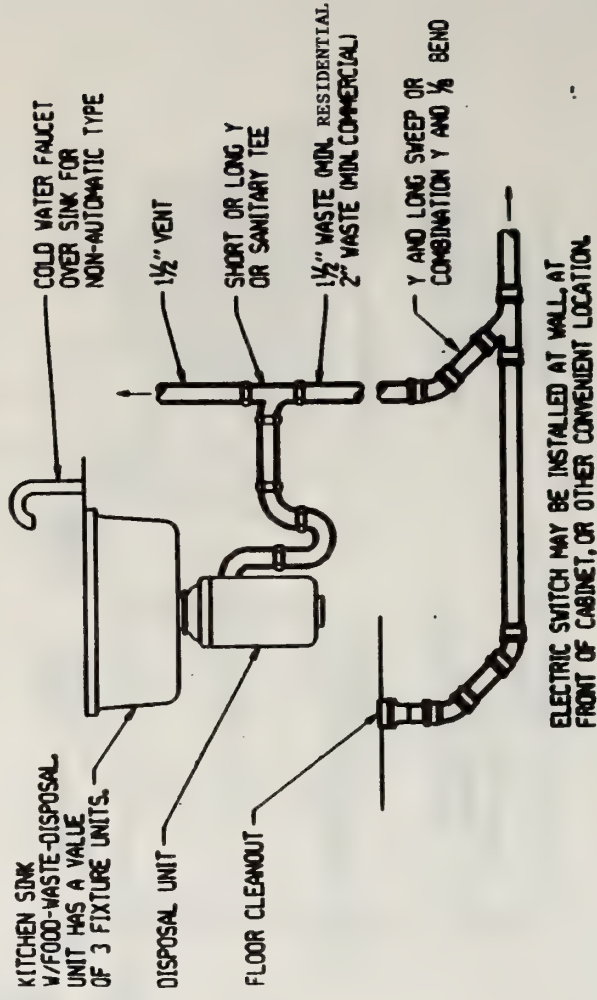 KITCHEN SINK
W/FOOD-WASTE-DISPOSAL.
UNIT HAS A VALUE
OF 3 FIXTURE UNITS.
DISPOSAL UNIT
FLOOR CLEANOUT
COLD WATER FAUCET
OVER SINK FOR
NON-AUTOMATIC TYPE
1½" VENT
SHORT OR LONG Y
OR SANITARY TEE
1½" WASTE (MIN. RESIDENTIAL
2" WASTE (MIN. COMMERCIAL)
Y AND LONG SWEEP OR
COMBINATION Y AND ⅛ BEND
ELECTRIC SWITCH MAY BE INSTALLED AT WALL, AT
FRONT OF CABINET, OR OTHER CONVENIENT LOCATION.